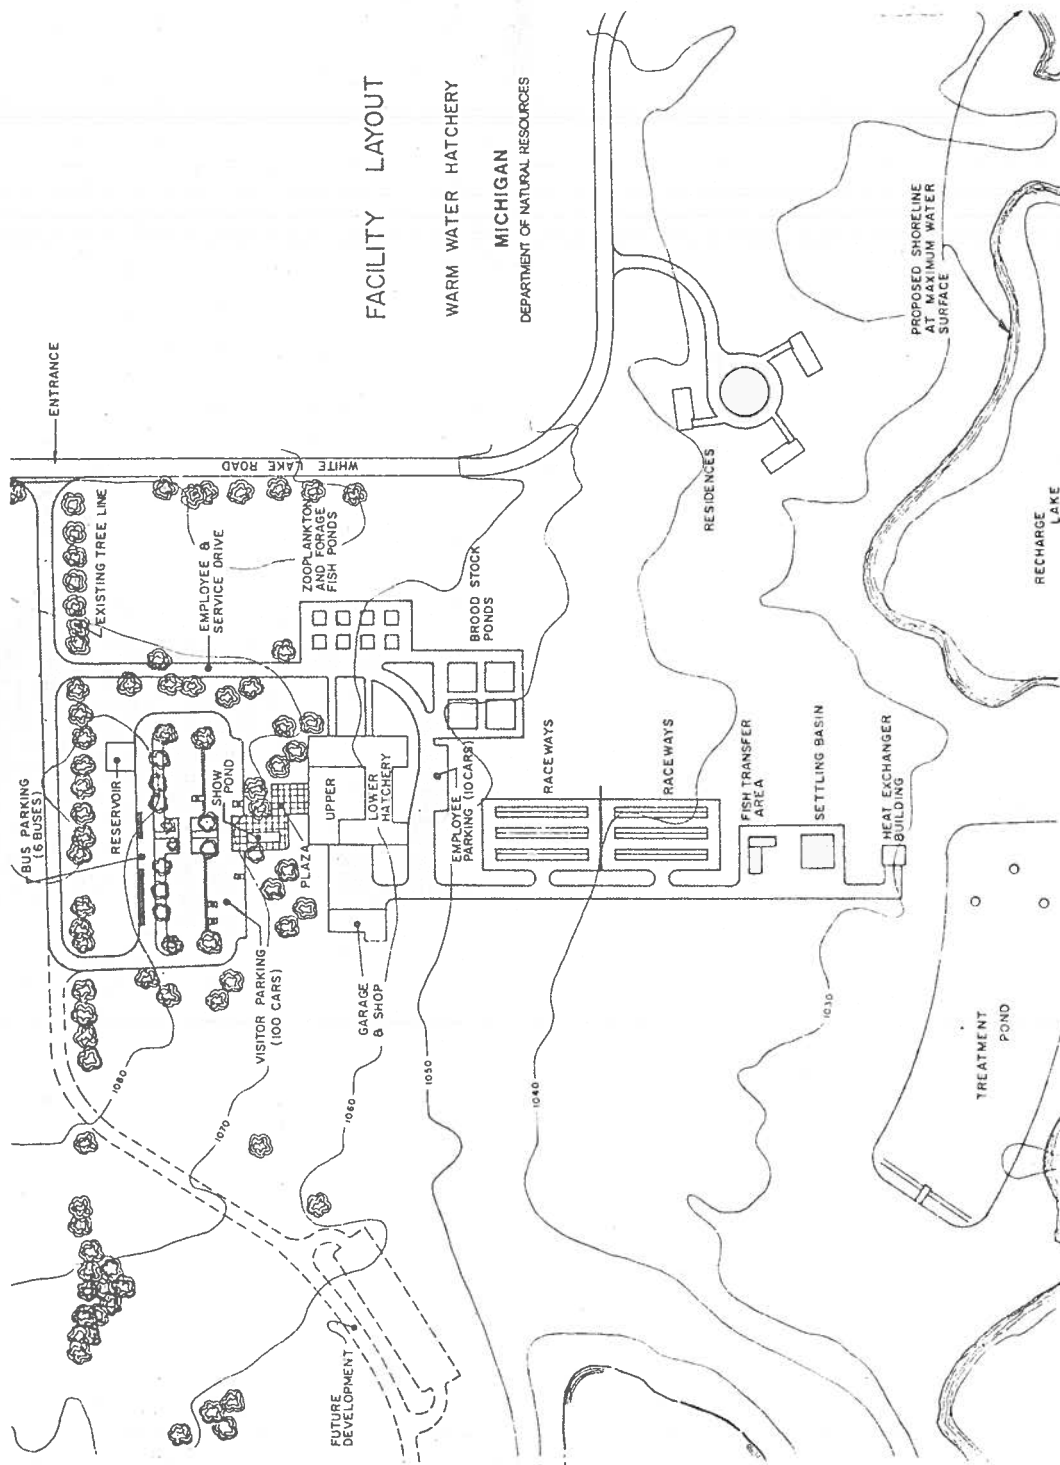 FACILITY LAYOUT
WARM WATER HATCHERY
MICHIGAN
DEPARTMENT OF NATURAL RESOURCES
ENTRANCE
WHITE LAKE ROAD
EXISTING TREE LINE
EMPLOYEE &
SERVICE DRIVE
ZOOPLANKTON
AND FORAGE
FISH PONDS
BROOD STOCK
PONDS
BUS PARKING
(6 BUSES)
RESERVOIR
SHOW
POND
PLAZA
UPPER
LOWER
HATCHERY
EMPLOYEE
PARKING (10 CARS)
VISITOR PARKING
(100 CARS)
GARAGE
& SHOP
RACEWAYS
RACEWAYS
FISH TRANSFER
AREA
SETTLING BASIN
HEAT EXCHANGER
BUILDING
RESIDENCES
PROPOSED SHORELINE
AT MAXIMUM WATER
SURFACE
RECHARGE
LAKE
TREATMENT
POND
FUTURE
DEVELOPMENT
1080
1070
1060
1050
1040
1030